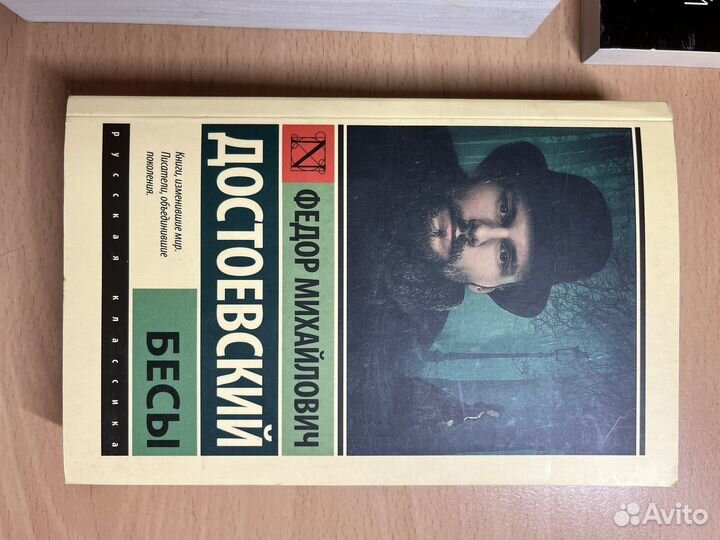 ФЕДОР МИХАЙЛОВИЧ
ДОСТОЕВСКИЙ
Книги, изменившие мир.
Писатели, объединившие
поколения.
БЕСЫ
русская классика
Avito